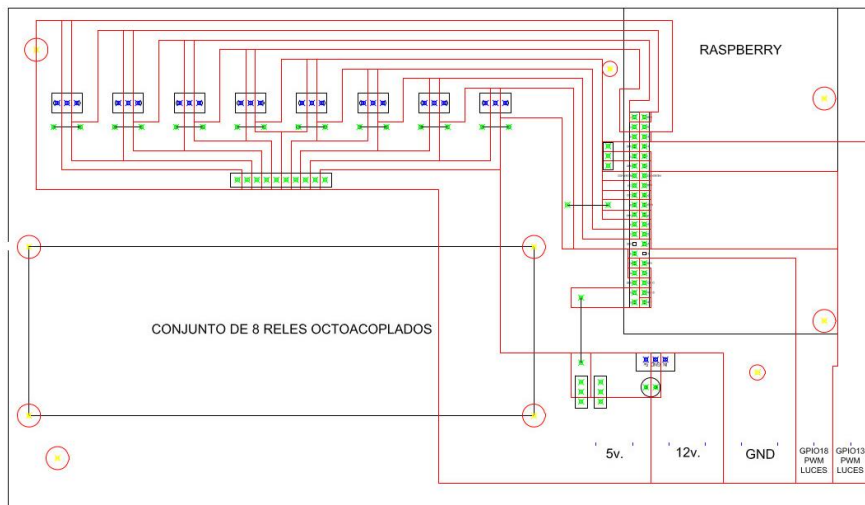 RASPBERRY
CONJUNTO DE 8 RELES OCTOACOPLADOS
5v.
12v.
GND
GPIO18
PWM
LUCES
GPIO13
PWM
LUCES